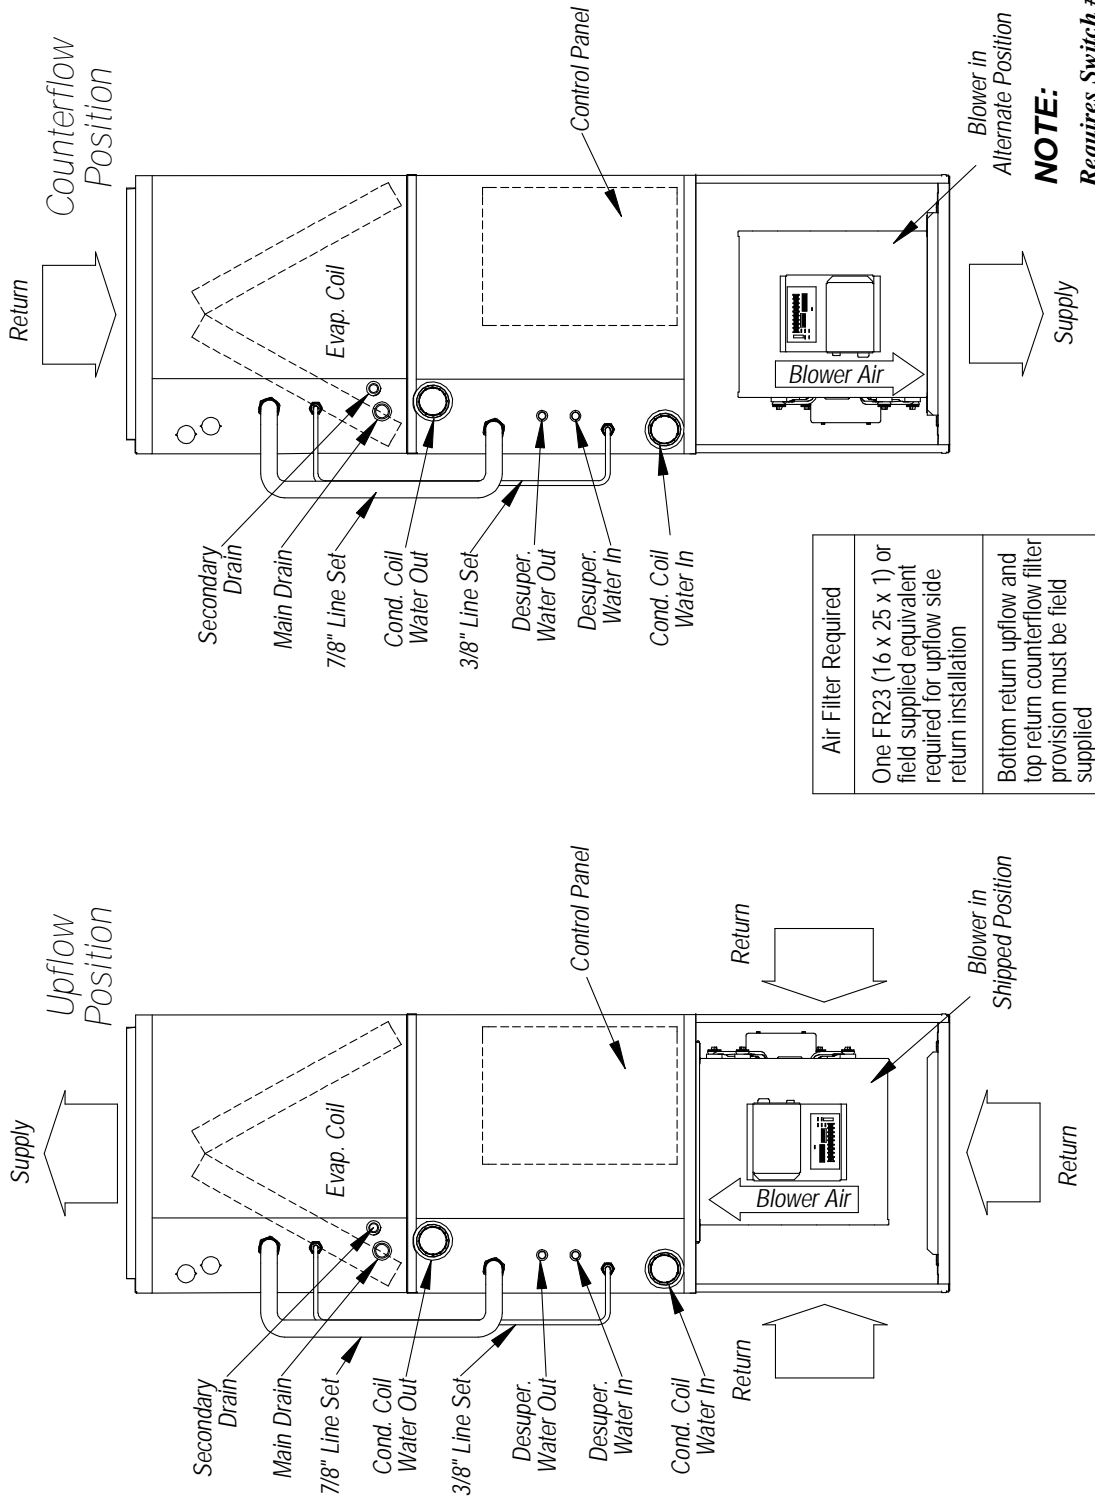 Upflow
Position
Supply
Evap. Coil
Control Panel
Secondary
Drain
Main Drain
7/8" Line Set
Cond. Coil
Water Out
3/8" Line Set
Desuper.
Water Out
Desuper.
Water In
Cond. Coil
Water In
Return
Return
Blower Air
Blower in
Shipped Position
Return
Counterflow
Position
Return
Evap. Coil
Control Panel
Secondary
Drain
Main Drain
7/8" Line Set
Cond. Coil
Water Out
3/8" Line Set
Desuper.
Water Out
Desuper.
Water In
Cond. Coil
Water In
Blower Air
Blower in
Alternate Position
Supply
NOTE:
Requires Switch #
Air Filter Required
One FR23 (16 x 25 x 1) or
field supplied equivalent
required for upflow side
return installation
Bottom return upflow and
top return counterflow filter
provision must be field
supplied